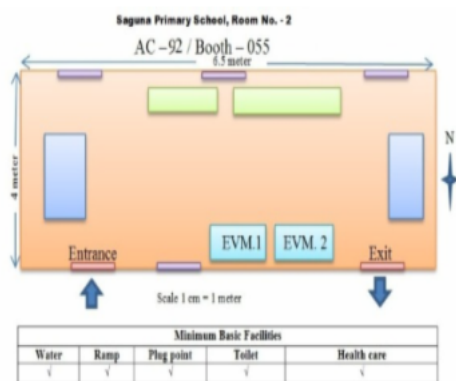 Saguna Primary School, Room No. - 2
AC –92 / Booth – 055
6.5 meter
4 meter
N
EVM.1 EVM. 2
Entrance Exit
Scale 1 cm = 1 meter
Minimum Basic Facilities
Water Ramp Plug point Toilet Health care
√ √ √ √ √